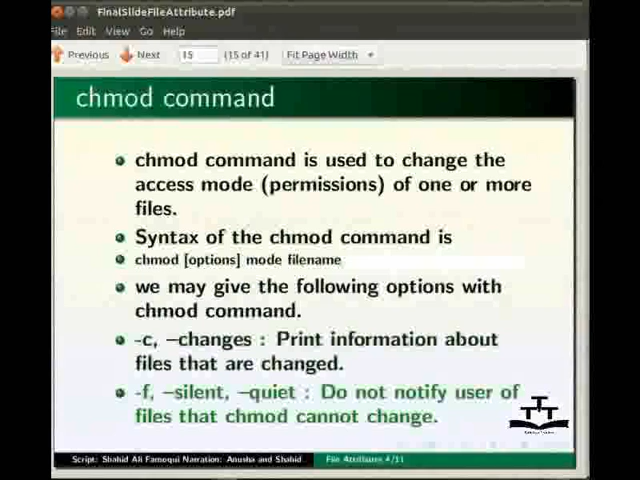 FinalSlideFileAttribute.pdf
File Edit View Go Help
Previous Next 15 (15 of 41) Fit Page Width
chmod command
chmod command is used to change the
access mode (permissions) of one or more
files.
Syntax of the chmod command is
chmod [options] mode filename
we may give the following options with
chmod command.
-c, –changes : Print information about
files that are changed.
-f, –silent, –quiet : Do not notify user of
files that chmod cannot change.
Script: Shahid Ali Farooqui Narration: Anusha and Shahid File Attributes 4/11